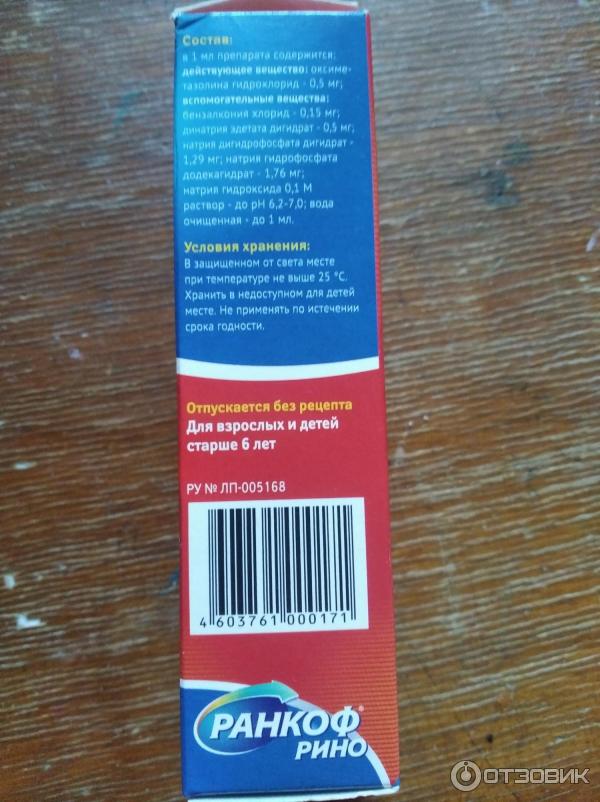 Состав:
в 1 мл препарата содержится:
действующее вещество: оксиме-
тазолина гидрохлорид - 0,5 мг;
вспомогательные вещества:
бензалкония хлорид - 0,15 мг;
динатрия эдетата дигидрат - 0,5 мг;
натрия дигидрофосфата дигидрат -
1,29 мг; натрия гидрофосфата
додекагидрат - 1,76 мг;
натрия гидроксида 0,1 М
раствор - до pH 6,2-7,0; вода
очищенная - до 1 мл.
Условия хранения:
В защищенном от света месте
при температуре не выше 25 °С.
Хранить в недоступном для детей
месте. Не применять по истечении
срока годности.
Отпускается без рецепта
Для взрослых и детей
старше 6 лет
РУ № ЛП-005168
4 603761 000171
РАНКОФ®
РИНО
ОТЗОВИК